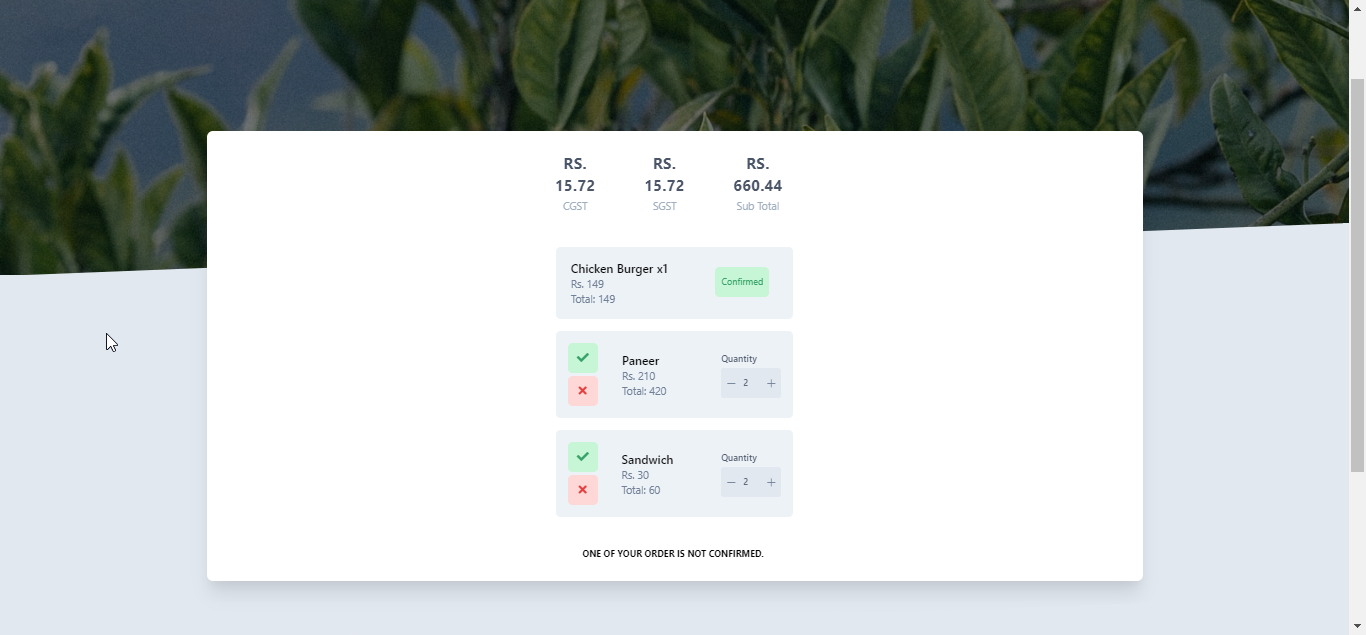 RS. RS. RS.
15.72 15.72 660.44
CGST SGST Sub Total
Chicken Burger x1
Rs. 149
Total: 149
Confirmed
Paneer
Rs. 210
Total: 420
Quantity
2
Sandwich
Rs. 30
Total: 60
Quantity
2
ONE OF YOUR ORDER IS NOT CONFIRMED.